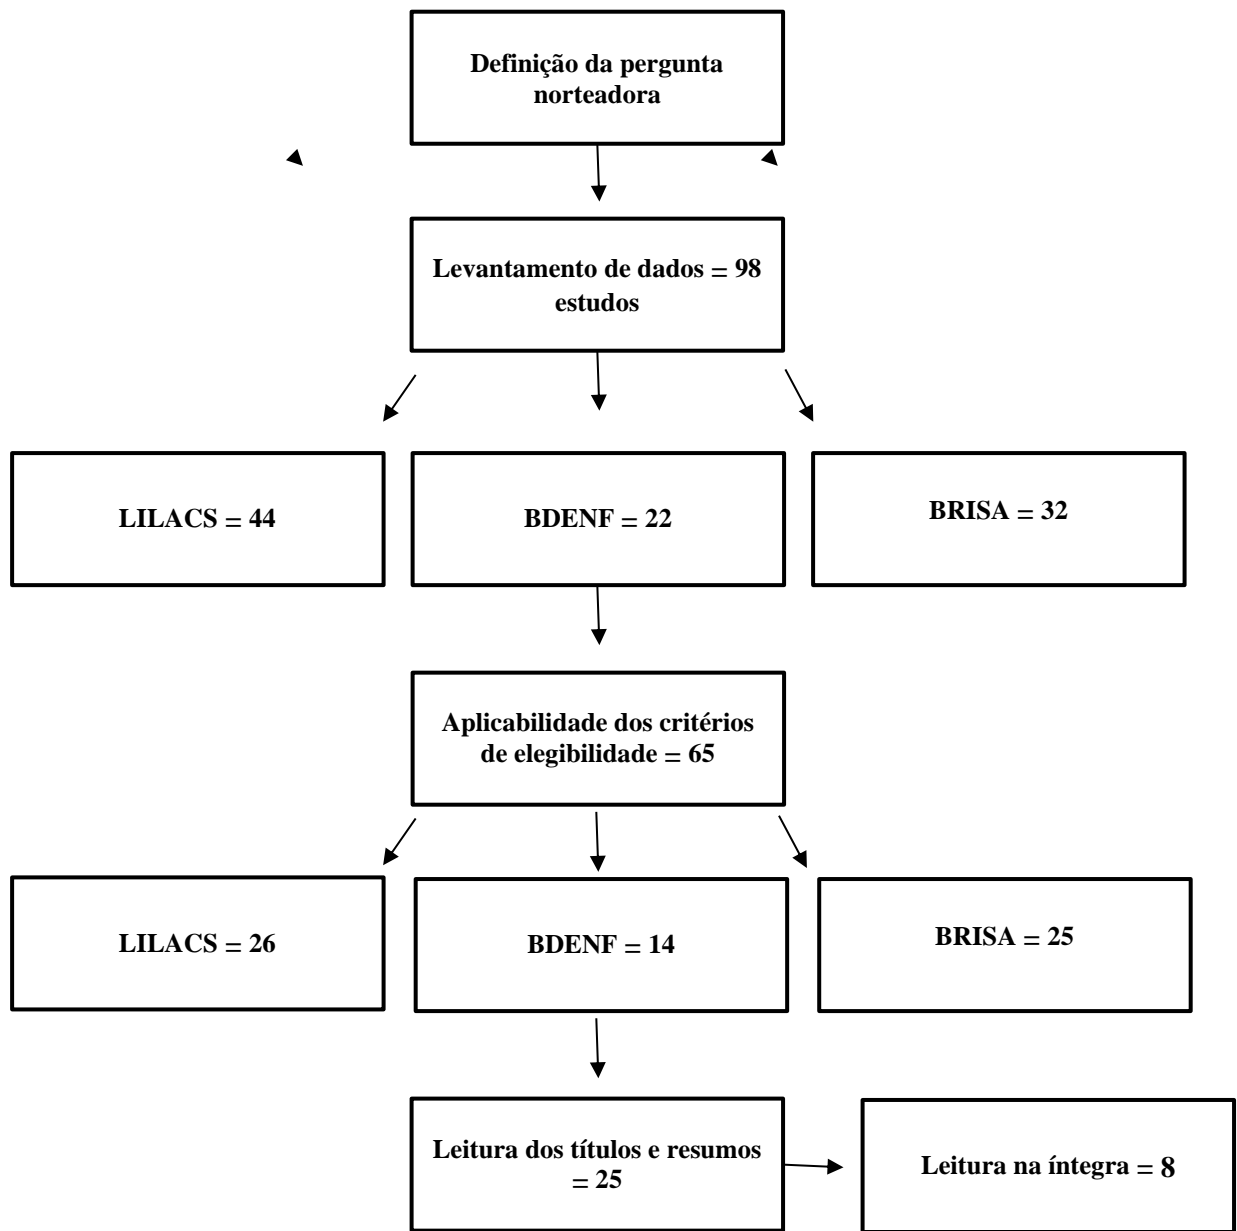 Definição da pergunta
norteadora
Levantamento de dados = 98
estudos
LILACS = 44
BDENF = 22
BRISA = 32
Aplicabilidade dos critérios
de elegibilidade = 65
LILACS = 26
BDENF = 14
BRISA = 25
Leitura dos títulos e resumos
= 25
Leitura na íntegra = 8